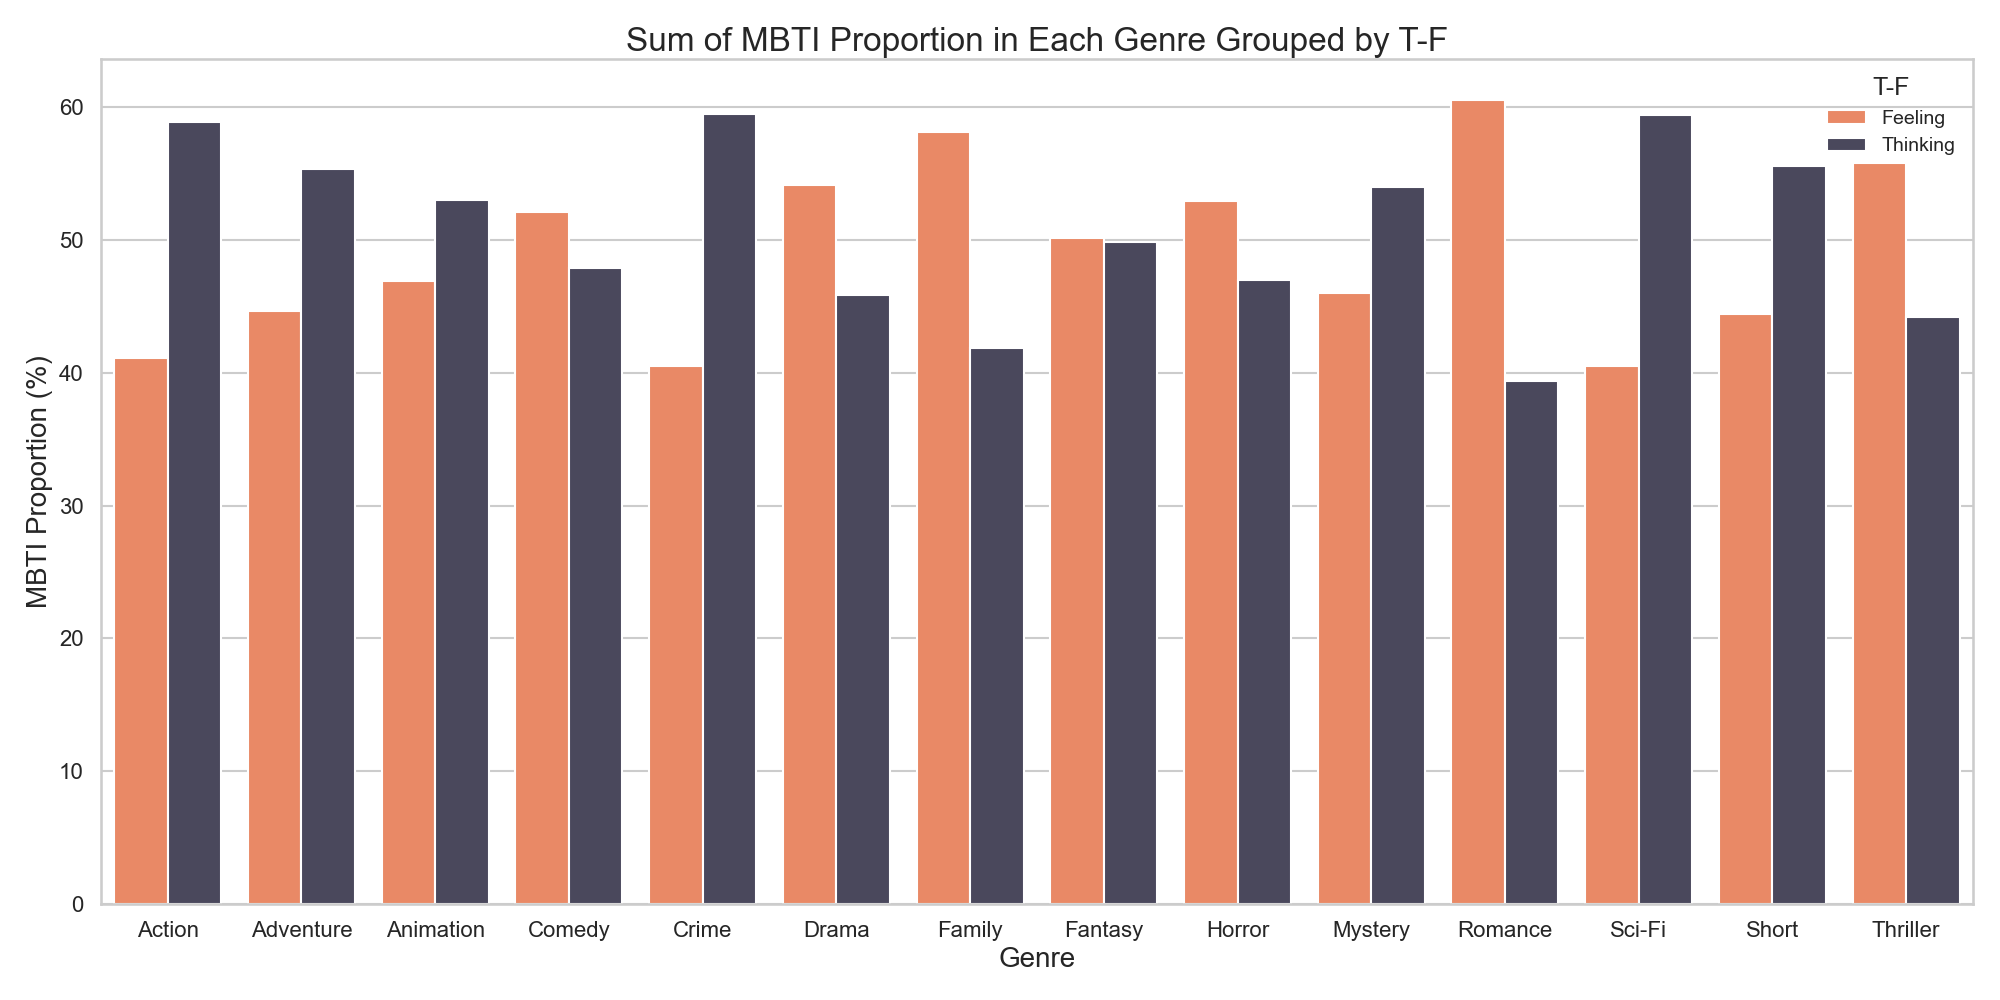 Sum of MBTI Proportion in Each Genre Grouped by T-F
T-F
Feeling
Thinking
MBTI Proportion (%)
60
50
40
30
20
10
0
Action Adventure Animation Comedy Crime Drama Family Fantasy Horror Mystery Romance Sci-Fi Short Thriller
Genre